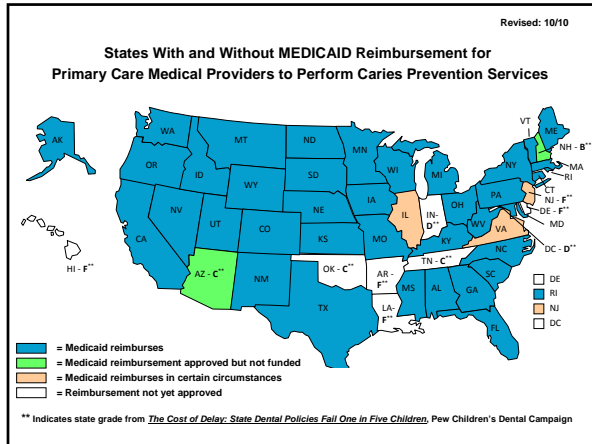 Revised: 10/10
States With and Without MEDICAID Reimbursement for
Primary Care Medical Providers to Perform Caries Prevention Services
AK
WA
MT
ND
MN
VT
ME
NH - B**
MA
RI
CT
NJ - F**
DE - F**
MD
DC - D**
OR
ID
WY
SD
WI
MI
NY
NV
UT
CO
NE
IA
IL
IN-
D**
OH
PA
WV
VA
CA
KS
MO
KY
NC
HI - F**
AZ - C**
NM
OK - C**
AR -
F**
TN - C**
SC
TX
LA-
F**
MS
AL
GA
FL
DE
RI
NJ
DC
= Medicaid reimburses
= Medicaid reimbursement approved but not funded
= Medicaid reimburses in certain circumstances
= Reimbursement not yet approved
** Indicates state grade from The Cost of Delay: State Dental Policies Fail One in Five Children, Pew Children's Dental Campaign